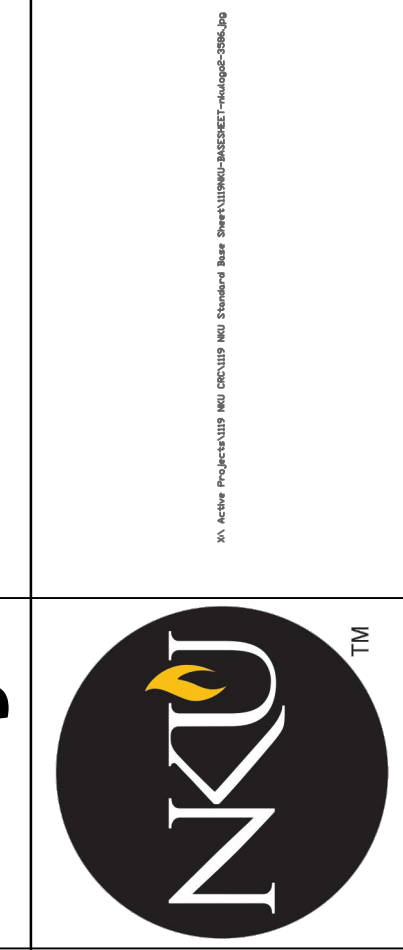 X:\ Active Projects\1119 NKU CRC\1119 NKU Standard Base Sheet\1119NKU-BASESHEET-nkulogo2-3586.jpg
NKU
TM